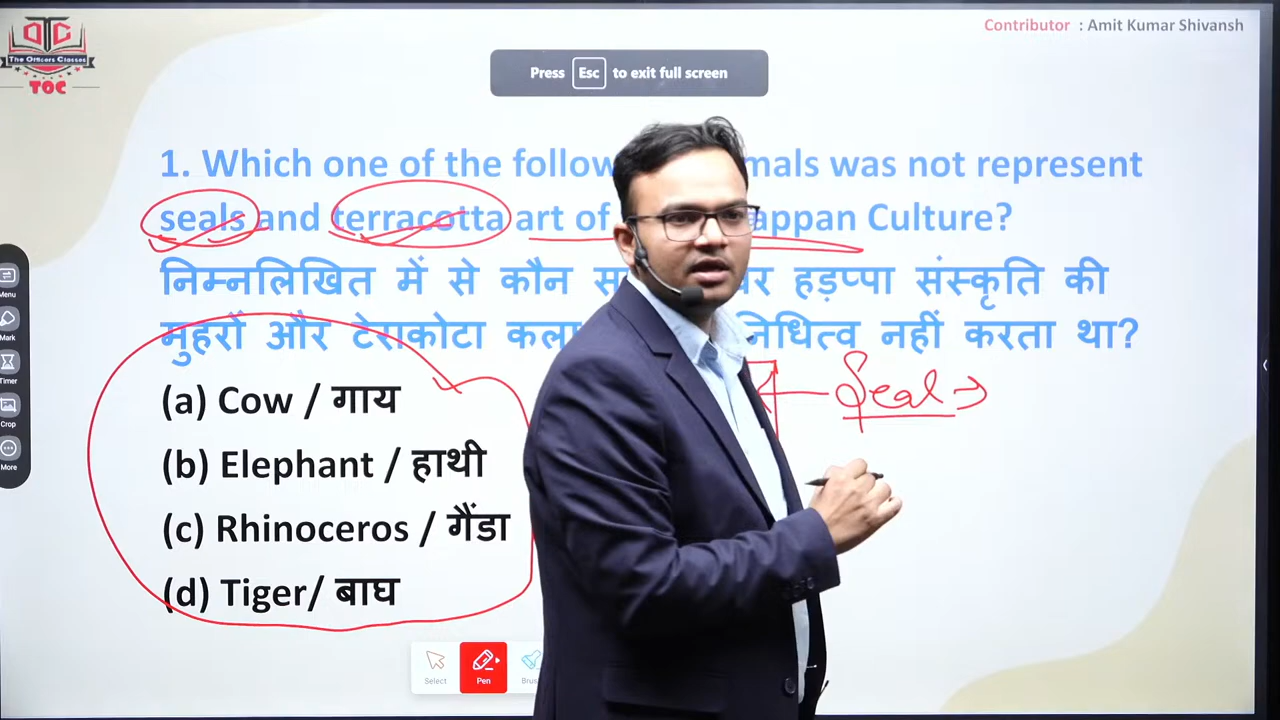 OTC
The Officers Classes
TOC
Contributor : Amit Kumar Shivansh
Press Esc to exit full screen
1. Which one of the mals was not represent
seals and terracotta art of appan Culture?
निम्नलिखित में से कौन हड़प्पा संस्कृति की
मुहरों और टेराकोटा नहीं करता था?
(a) Cow / गाय
(b) Elephant / हाथी
(c) Rhinoceros / गैंडा
(d) Tiger/ बाघ
Seal
Menu
Mark
Timer
Crop
More
Select
Pen